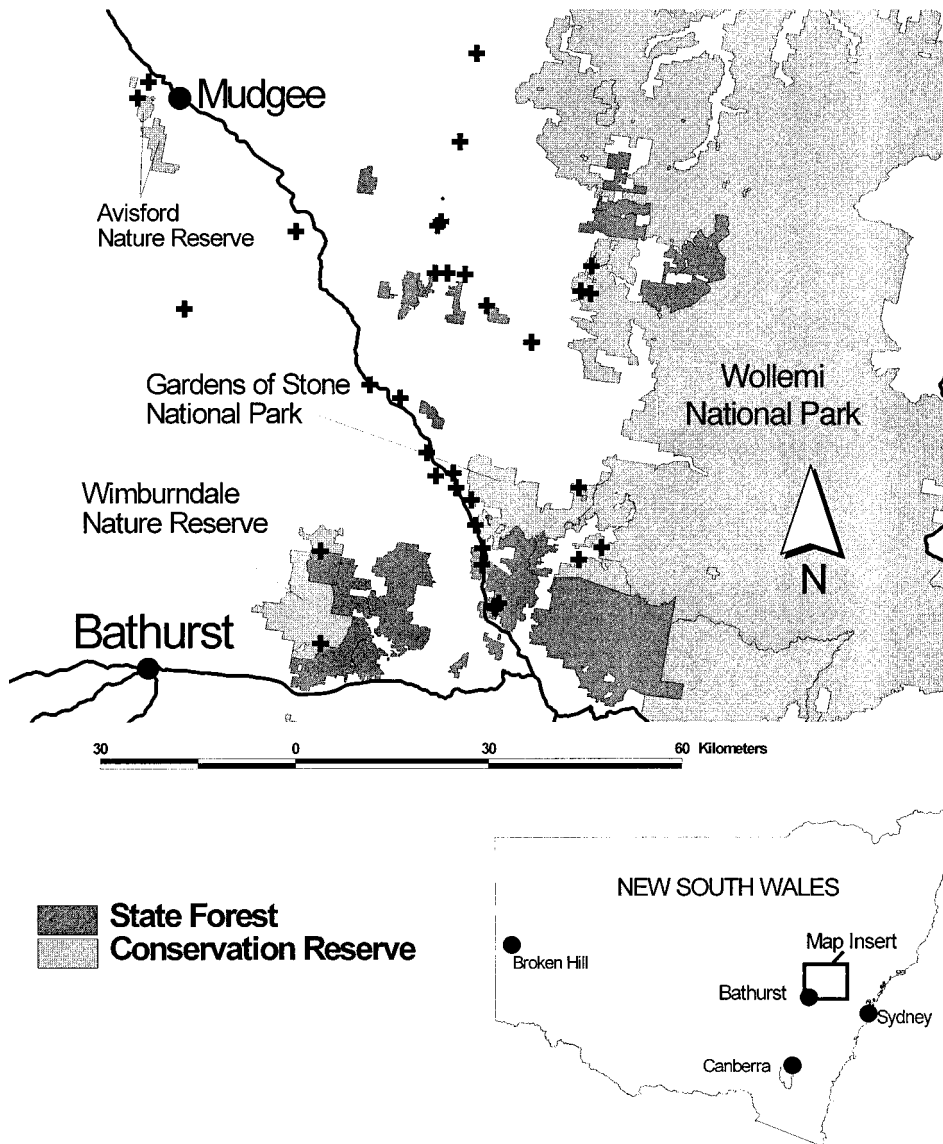 Mudgee
Avisford
Nature Reserve
Gardens of Stone
National Park
Wollemi
National Park
Wimburndale
Nature Reserve
N
Bathurst
30 0 30 60 Kilometers
NEW SOUTH WALES
State Forest
Conservation Reserve
Map Insert
Broken Hill
Bathurst
Sydney
Canberra